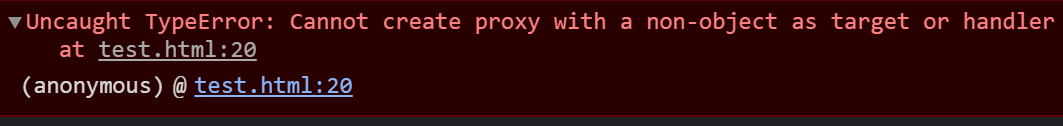 ▼Uncaught TypeError: Cannot create proxy with a non-object as target or handler
at test.html:20
(anonymous) @ test.html:20